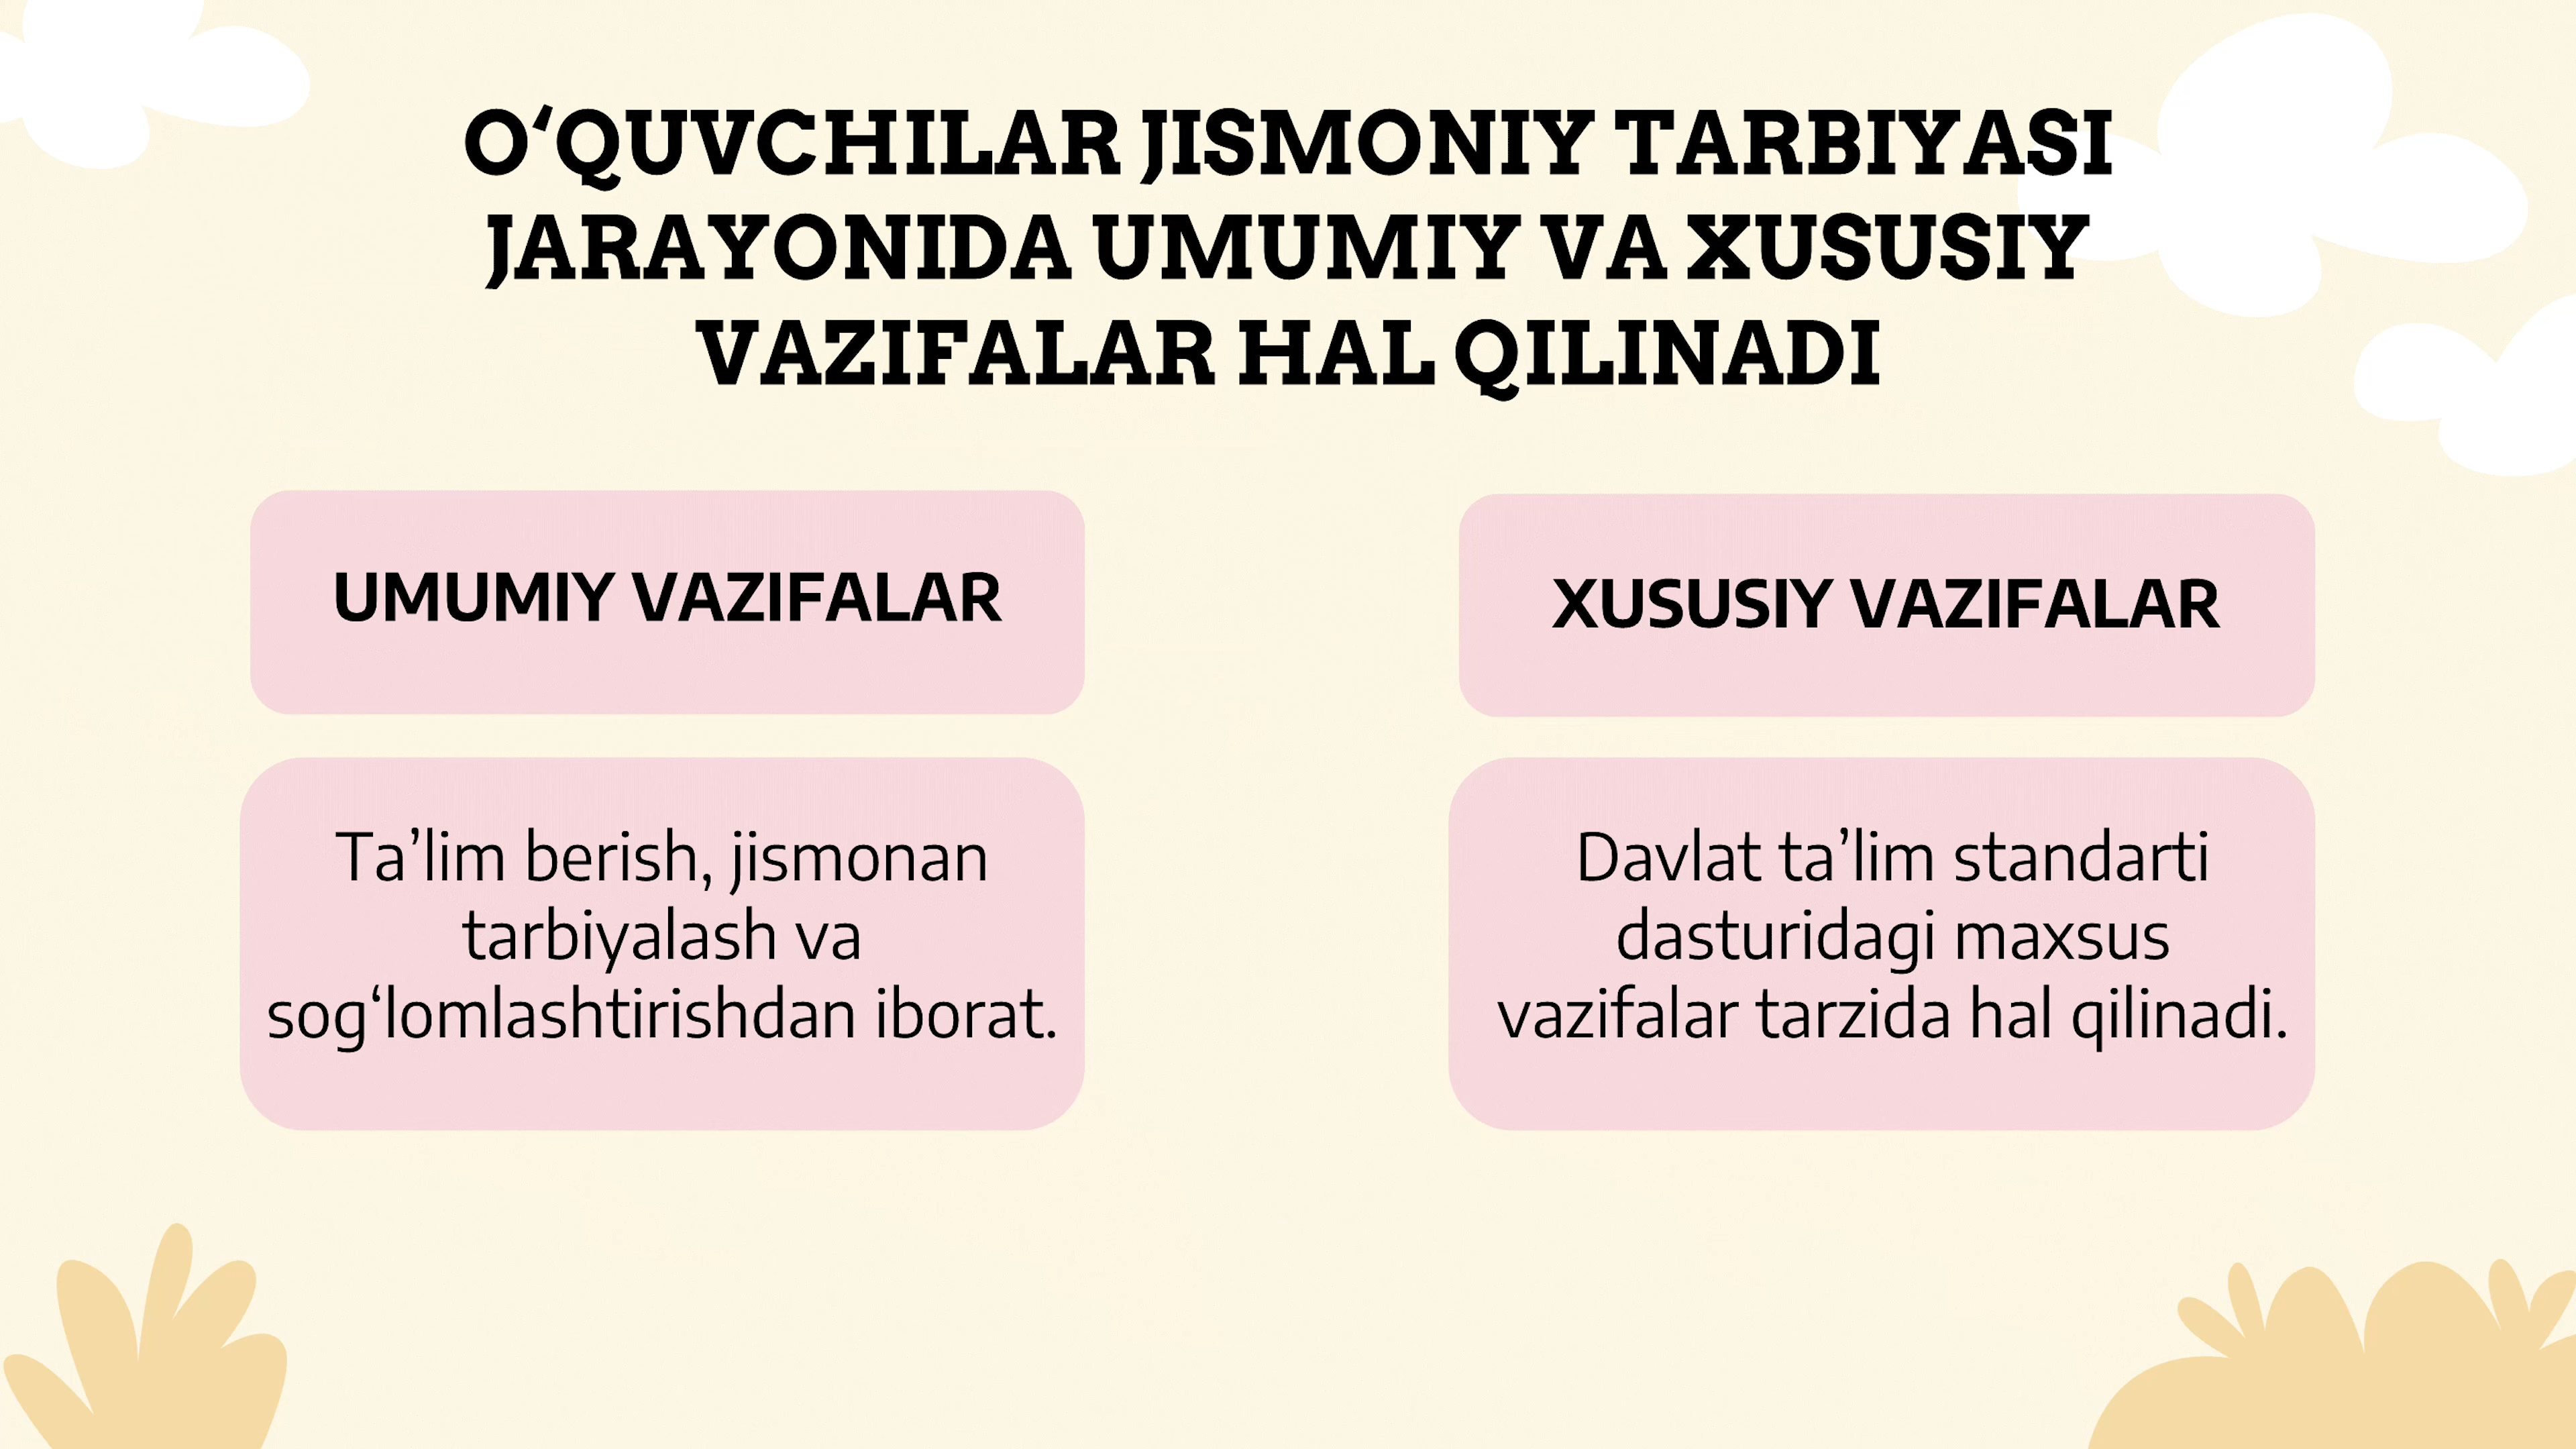 O‘QUVCHILAR JISMONIY TARBIYASI
JARAYONIDA UMUMIY VA XUSUSIY
VAZIFALAR HAL QILINADI
UMUMIY VAZIFALAR
Ta’lim berish, jismonan
tarbiyalash va
sog‘lomlashtirishdan iborat.
XUSUSIY VAZIFALAR
Davlat ta’lim standarti
dasturidagi maxsus
vazifalar tarzida hal qilinadi.